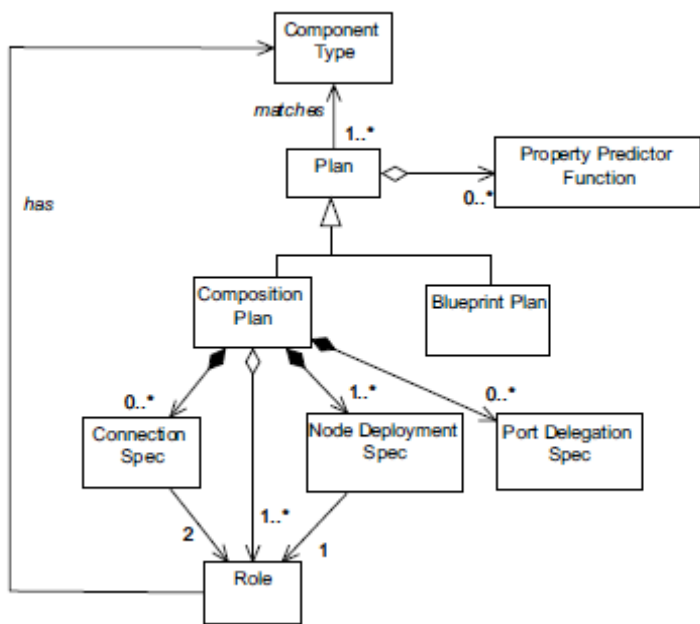 Component
Type
matches
1..*
Plan
Property Predictor
Function
0..*
has
Composition
Plan
Blueprint Plan
0..*
1..*
0..*
Connection
Spec
Node Deployment
Spec
Port Delegation
Spec
2
1..*
1
Role